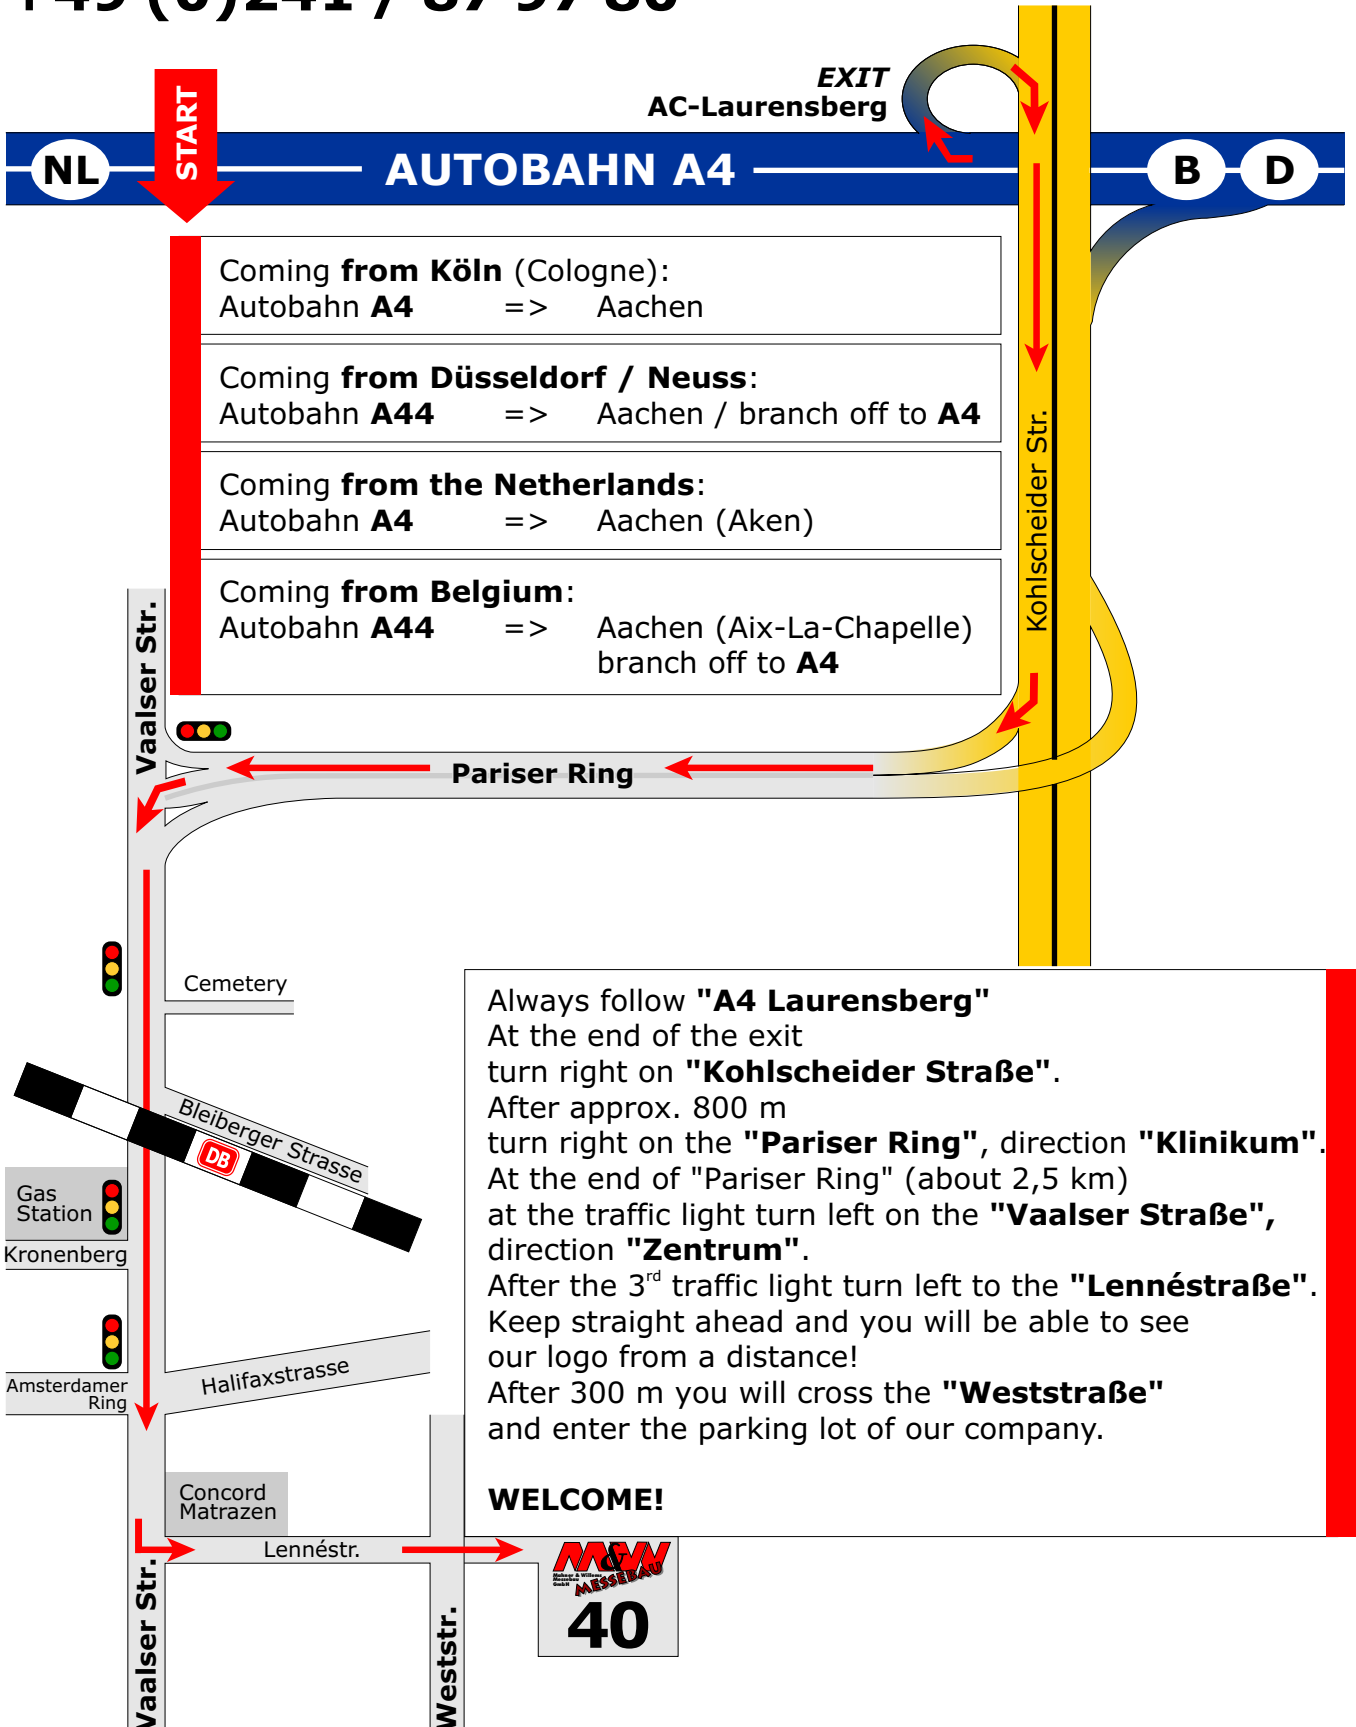 +49 (0)241 / 87 97 80
EXIT
AC-Laurensberg
START
NL
AUTOBAHN A4
B
D
Coming from Köln (Cologne):
Autobahn A4 => Aachen
Coming from Düsseldorf / Neuss:
Autobahn A44 => Aachen / branch off to A4
Coming from the Netherlands:
Autobahn A4 => Aachen (Aken)
Coming from Belgium:
Autobahn A44 => Aachen (Aix-La-Chapelle)
branch off to A4
Kohlscheider Str.
Vaalser Str.
Pariser Ring
Cemetery
Bleiberger Strasse
DB
Gas
Station
Kronenberg
Amsterdamer
Ring
Halifaxstrasse
Always follow "A4 Laurensberg"
At the end of the exit
turn right on "Kohlscheider Straße".
After approx. 800 m
turn right on the "Pariser Ring", direction "Klinikum".
At the end of "Pariser Ring" (about 2,5 km)
at the traffic light turn left on the "Vaalser Straße",
direction "Zentrum".
After the 3rd traffic light turn left to the "Lennéstraße".
Keep straight ahead and you will be able to see
our logo from a distance!
After 300 m you will cross the "Weststraße"
and enter the parking lot of our company.
WELCOME!
Concord
Matrazen
Lennéstr.
Vaalser Str.
Weststr.
M&W
Messebau
GmbH
MESSEBAU
40